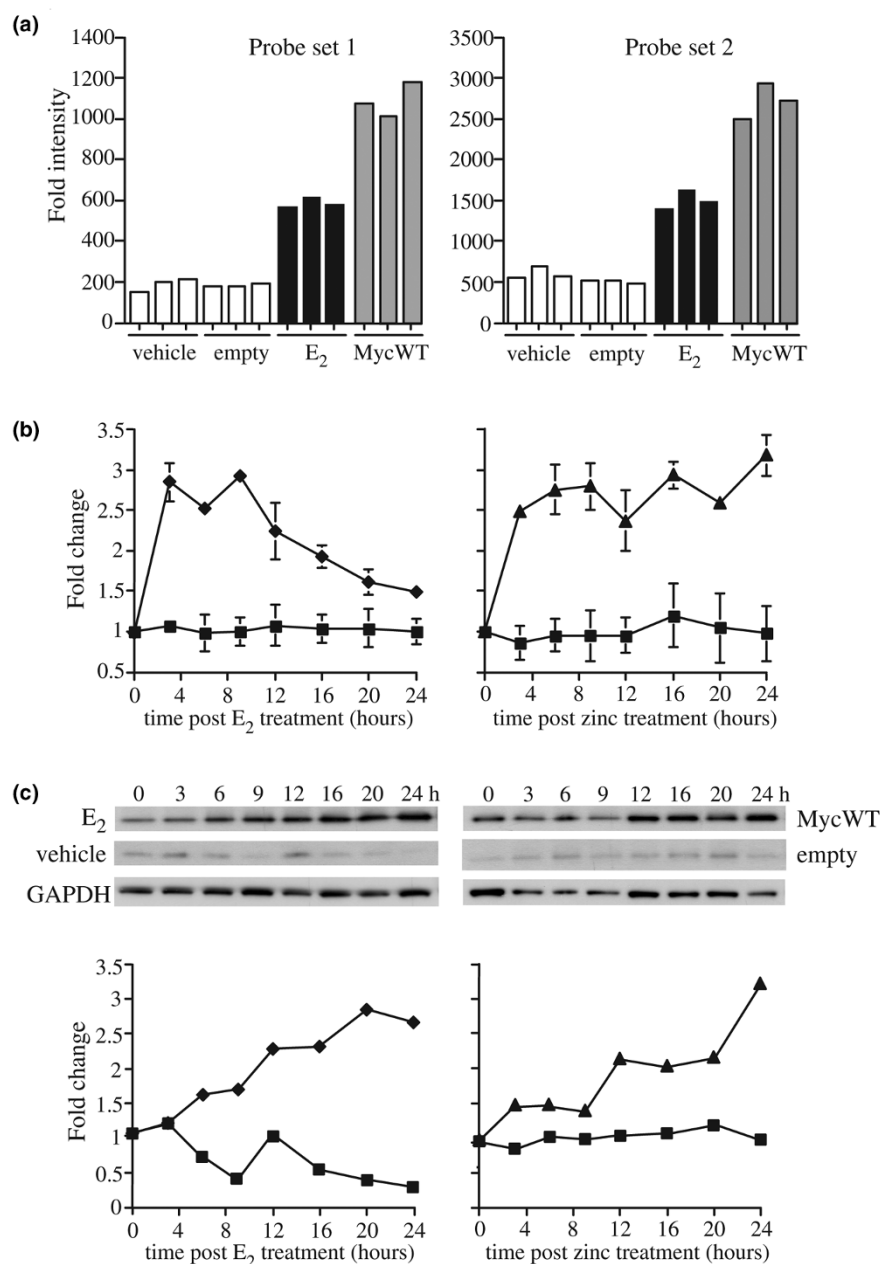 (a)
Probe set 1
Fold intensity
1400
1200
1000
800
600
400
200
0
vehicle empty E2 MycWT
Probe set 2
3500
3000
2500
2000
1500
1000
500
0
vehicle empty E2 MycWT
(b)
Fold change
3.5
3
2.5
2
1.5
1
0.5
0 4 8 12 16 20 24
time post E2 treatment (hours)
0 4 8 12 16 20 24
time post zinc treatment (hours)
(c)
0 3 6 9 12 16 20 24 h
E2
vehicle
GAPDH
0 3 6 9 12 16 20 24 h
MycWT
empty
Fold change
3.5
3
2.5
2
1.5
1
0.5
0
0 4 8 12 16 20 24
time post E2 treatment (hours)
0 4 8 12 16 20 24
time post zinc treatment (hours)